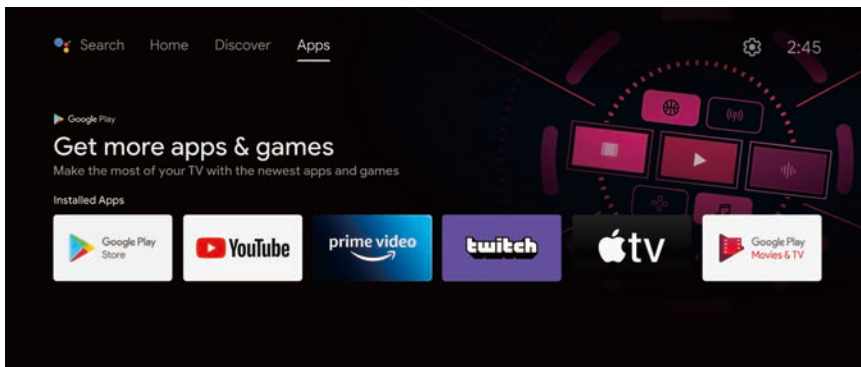 Search Home Discover Apps 2:45
Google Play
Get more apps & games
Make the most of your TV with the newest apps and games
Installed Apps
Google Play Store YouTube prime video twitch tv Google Play Movies & TV